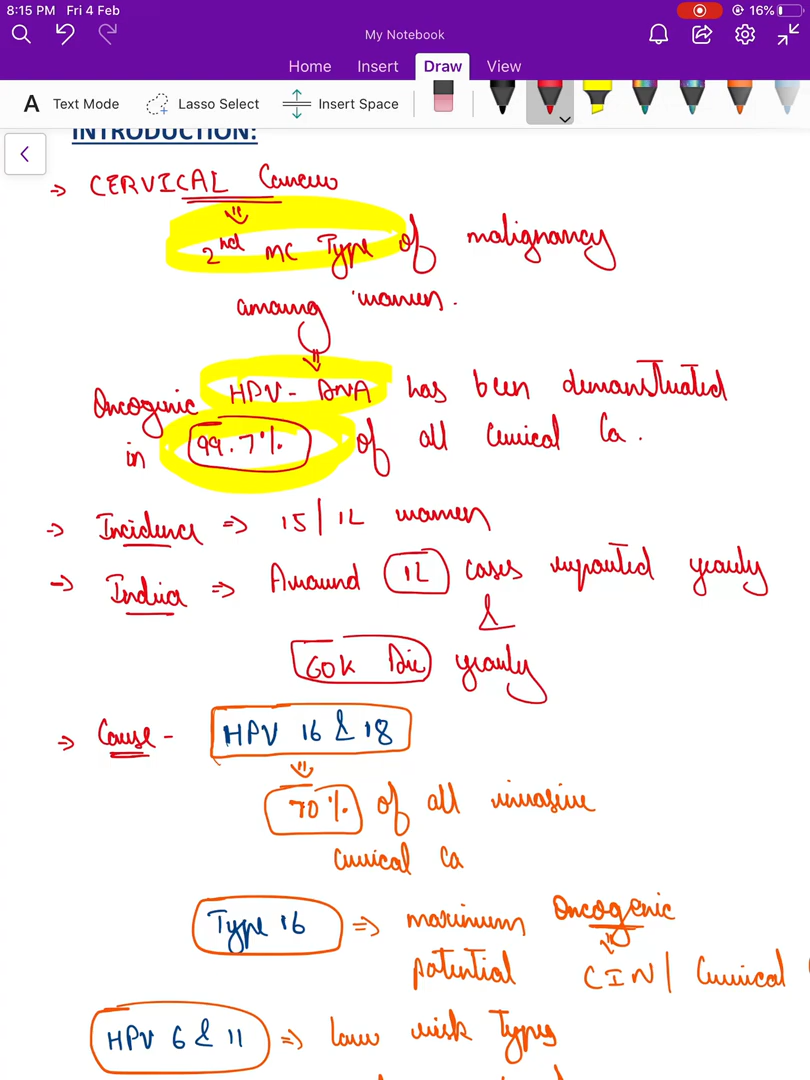 8:15 PM Fri 4 Feb 16%
My Notebook
Home Insert Draw View
A Text Mode Lasso Select Insert Space
INTRODUCTION:
⇒ CERVICAL Cancer
⇓
2nd MC Type of malignancy
among women.
⇓
Oncogenic HPV - DNA has been demonstrated
in 99.7% of all Cervical Ca.
→ Incidence ⇒ 15/1L women
→ India ⇒ Around 1L cases reported yearly
&
60k Die yearly
⇒ Cause - HPV 16 & 18
⇓
70% of all invasive
cervical Ca
Type 16 ⇒ maximum Oncogenic
potential CIN / Cervical
HPV 6 & 11 ⇒ low risk Types